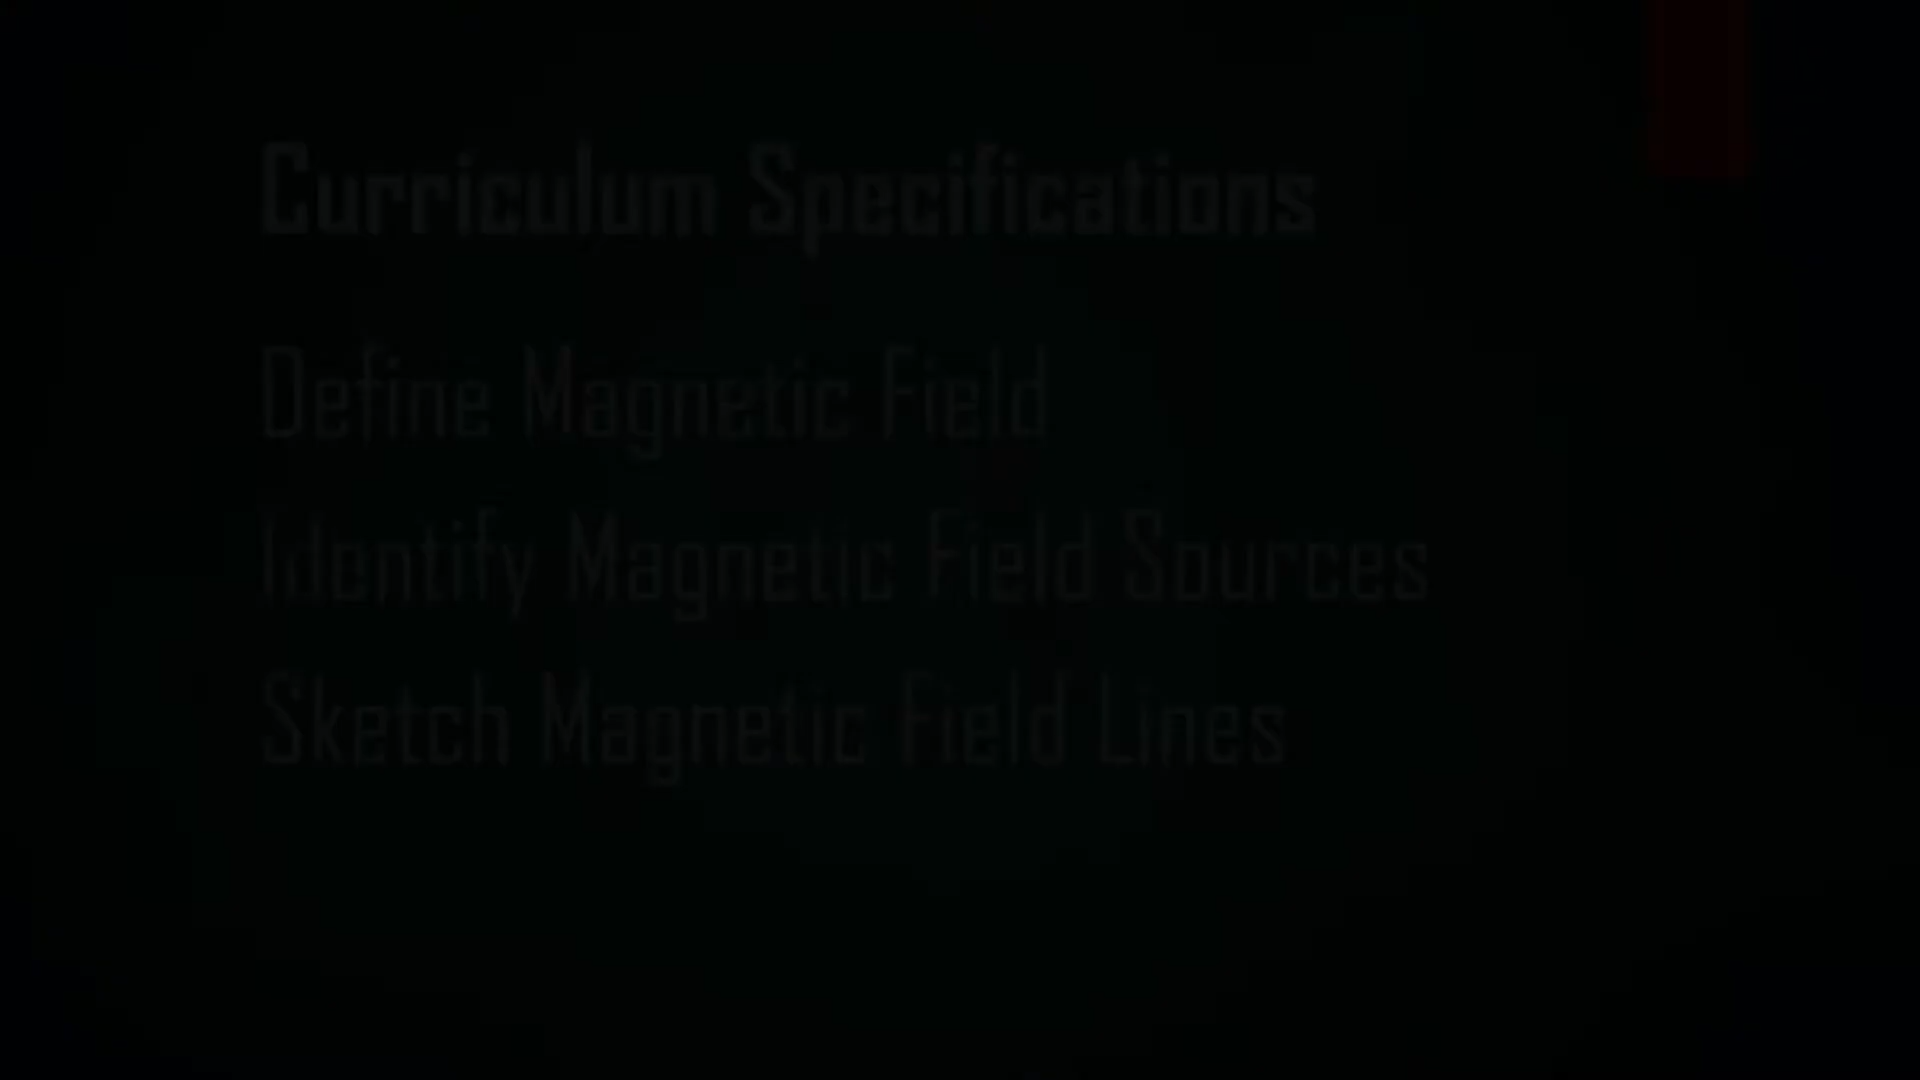 Curriculum Specifications
Define Magnetic Field
Identify Magnetic Field Sources
Sketch Magnetic Field Lines